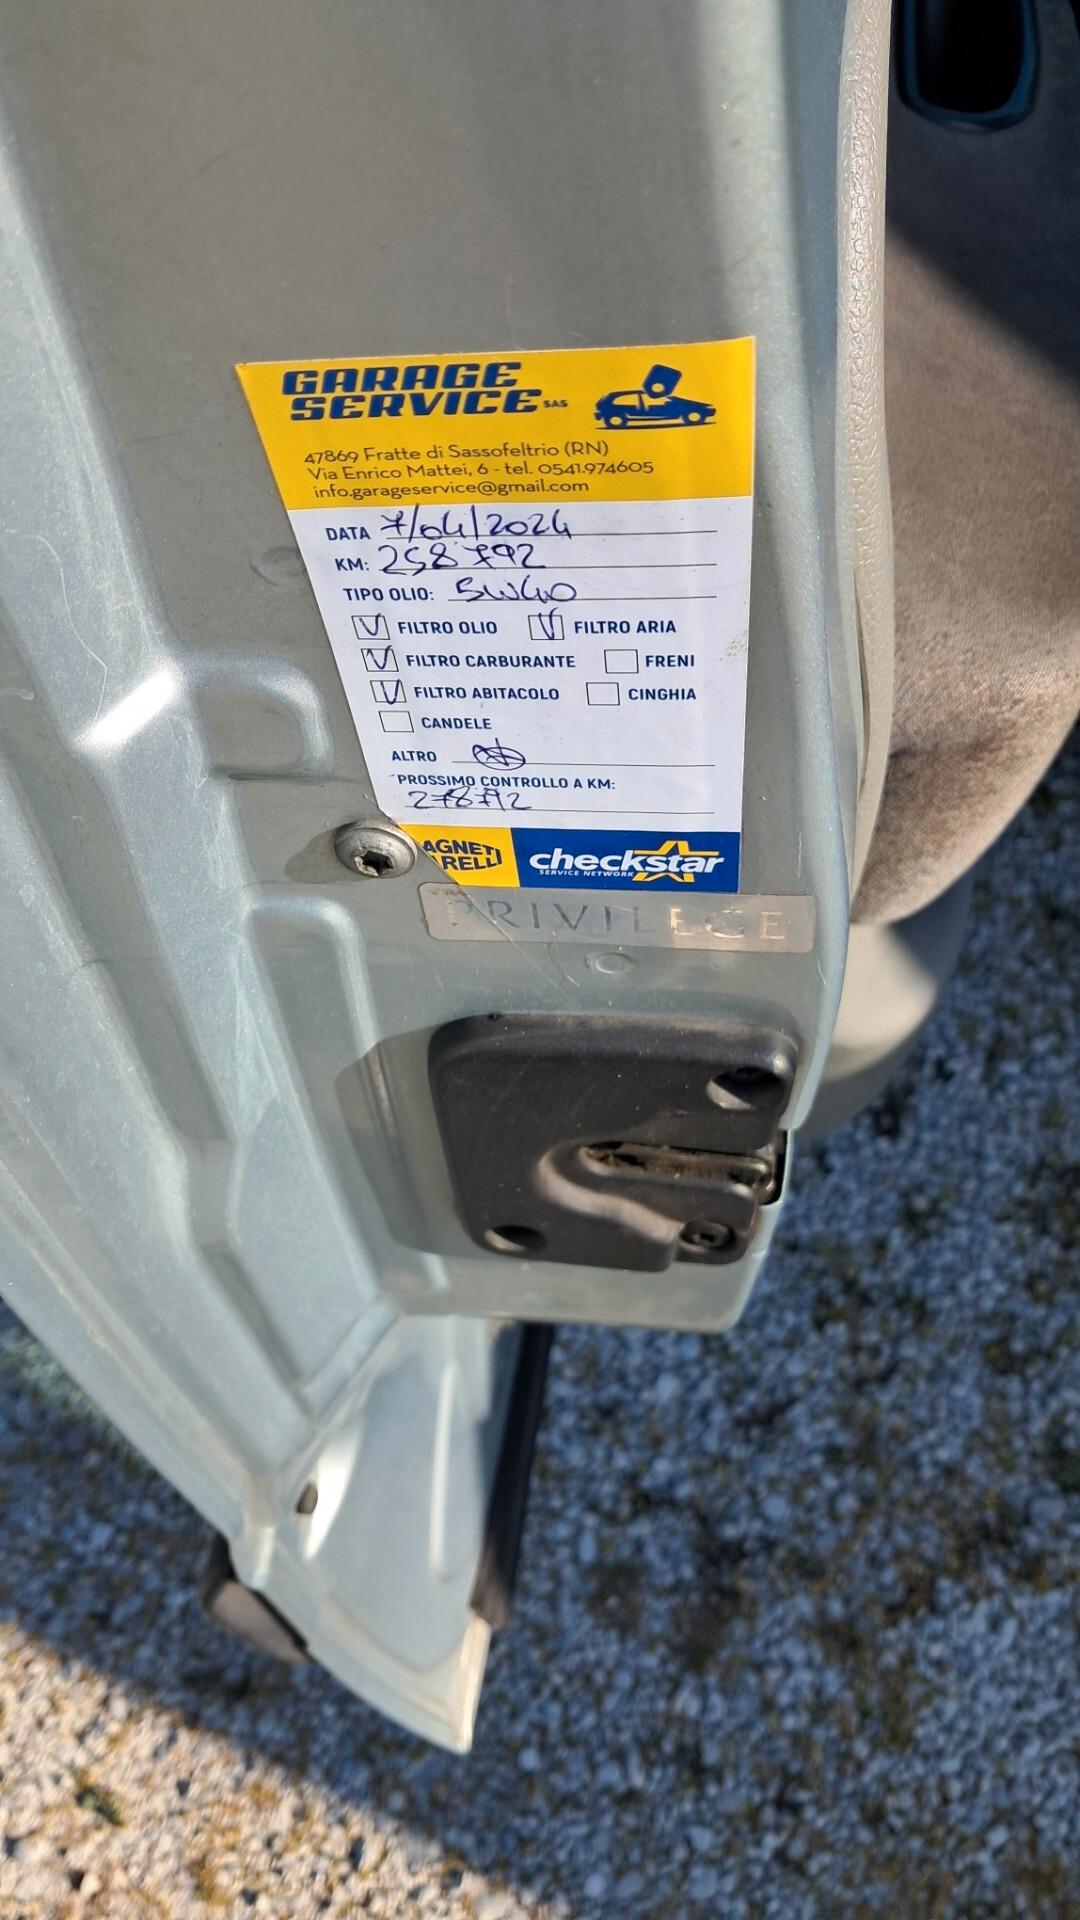 GARAGE
SERVICE SAS
47869 Fratte di Sassofeltrio (RN)
Via Enrico Mattei, 6 - tel. 0541.974605
info.garageservice@gmail.com
DATA 7/04/2024
KM: 258792
TIPO OLIO: 5W40
FILTRO OLIO FILTRO ARIA
FILTRO CARBURANTE FRENI
FILTRO ABITACOLO CINGHIA
CANDELE
ALTRO
PROSSIMO CONTROLLO A KM:
278792
AGNETI
ARELLI
checkstar
SERVICE NETWORK
PRIVILEGE